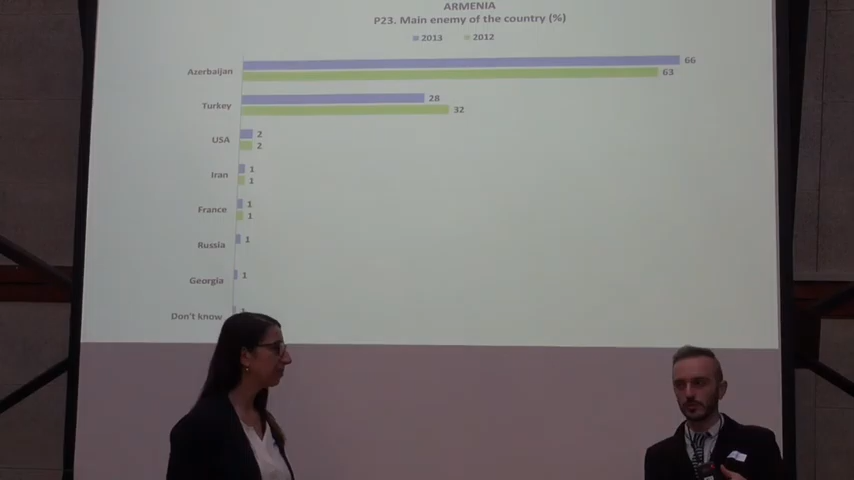 ARMENIA
P23. Main enemy of the country (%)
2013 2012
Azerbaijan 66
63
Turkey 28
32
USA 2
2
Iran 1
1
France 1
1
Russia 1
Georgia 1
Don't know 1